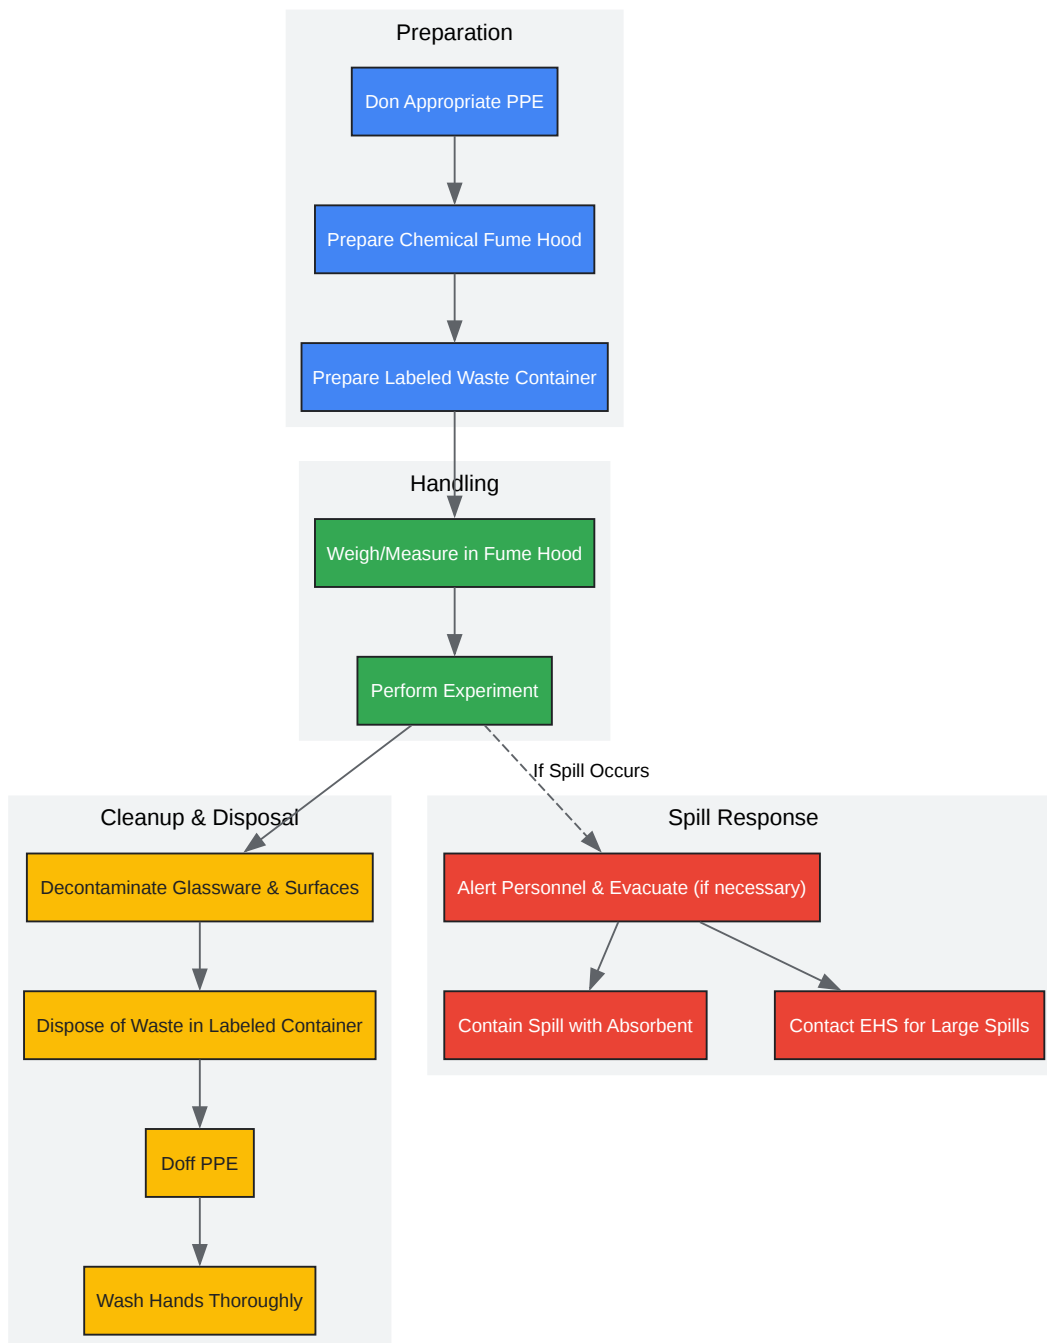 Preparation
Don Appropriate PPE
Prepare Chemical Fume Hood
Prepare Labeled Waste Container
Handling
Weigh/Measure in Fume Hood
Perform Experiment
If Spill Occurs
Cleanup & Disposal
Decontaminate Glassware & Surfaces
Dispose of Waste in Labeled Container
Doff PPE
Wash Hands Thoroughly
Spill Response
Alert Personnel & Evacuate (if necessary)
Contain Spill with Absorbent
Contact EHS for Large Spills